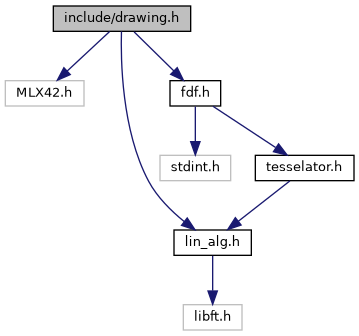 include/drawing.h
MLX42.h
fdf.h
stdint.h
tesselator.h
lin_alg.h
libft.h